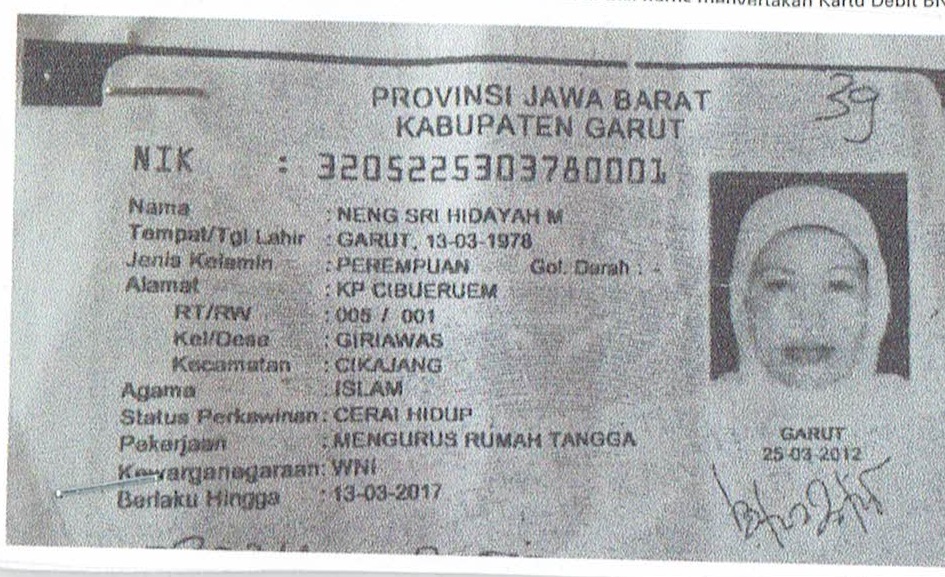 menyertakan Kartu Debit BN
39
PROVINSI JAWA BARAT
KABUPATEN GARUT
NIK : 3205225303780001
Nama : NENG SRI HIDAYAH M
Tempat/Tgl Lahir : GARUT, 13-03-1978
Jenis Kelamin : PEREMPUAN Gol. Darah : -
Alamat : KP CIBUERUEM
RT/RW : 005 / 001
Kel/Desa : GIRIAWAS
Kecamatan : CIKAJANG
Agama : ISLAM
Status Perkawinan : CERAI HIDUP
Pekerjaan : MENGURUS RUMAH TANGGA
Kewarganegaraan : WNI
Berlaku Hingga : 13-03-2017
GARUT
25-03-2012